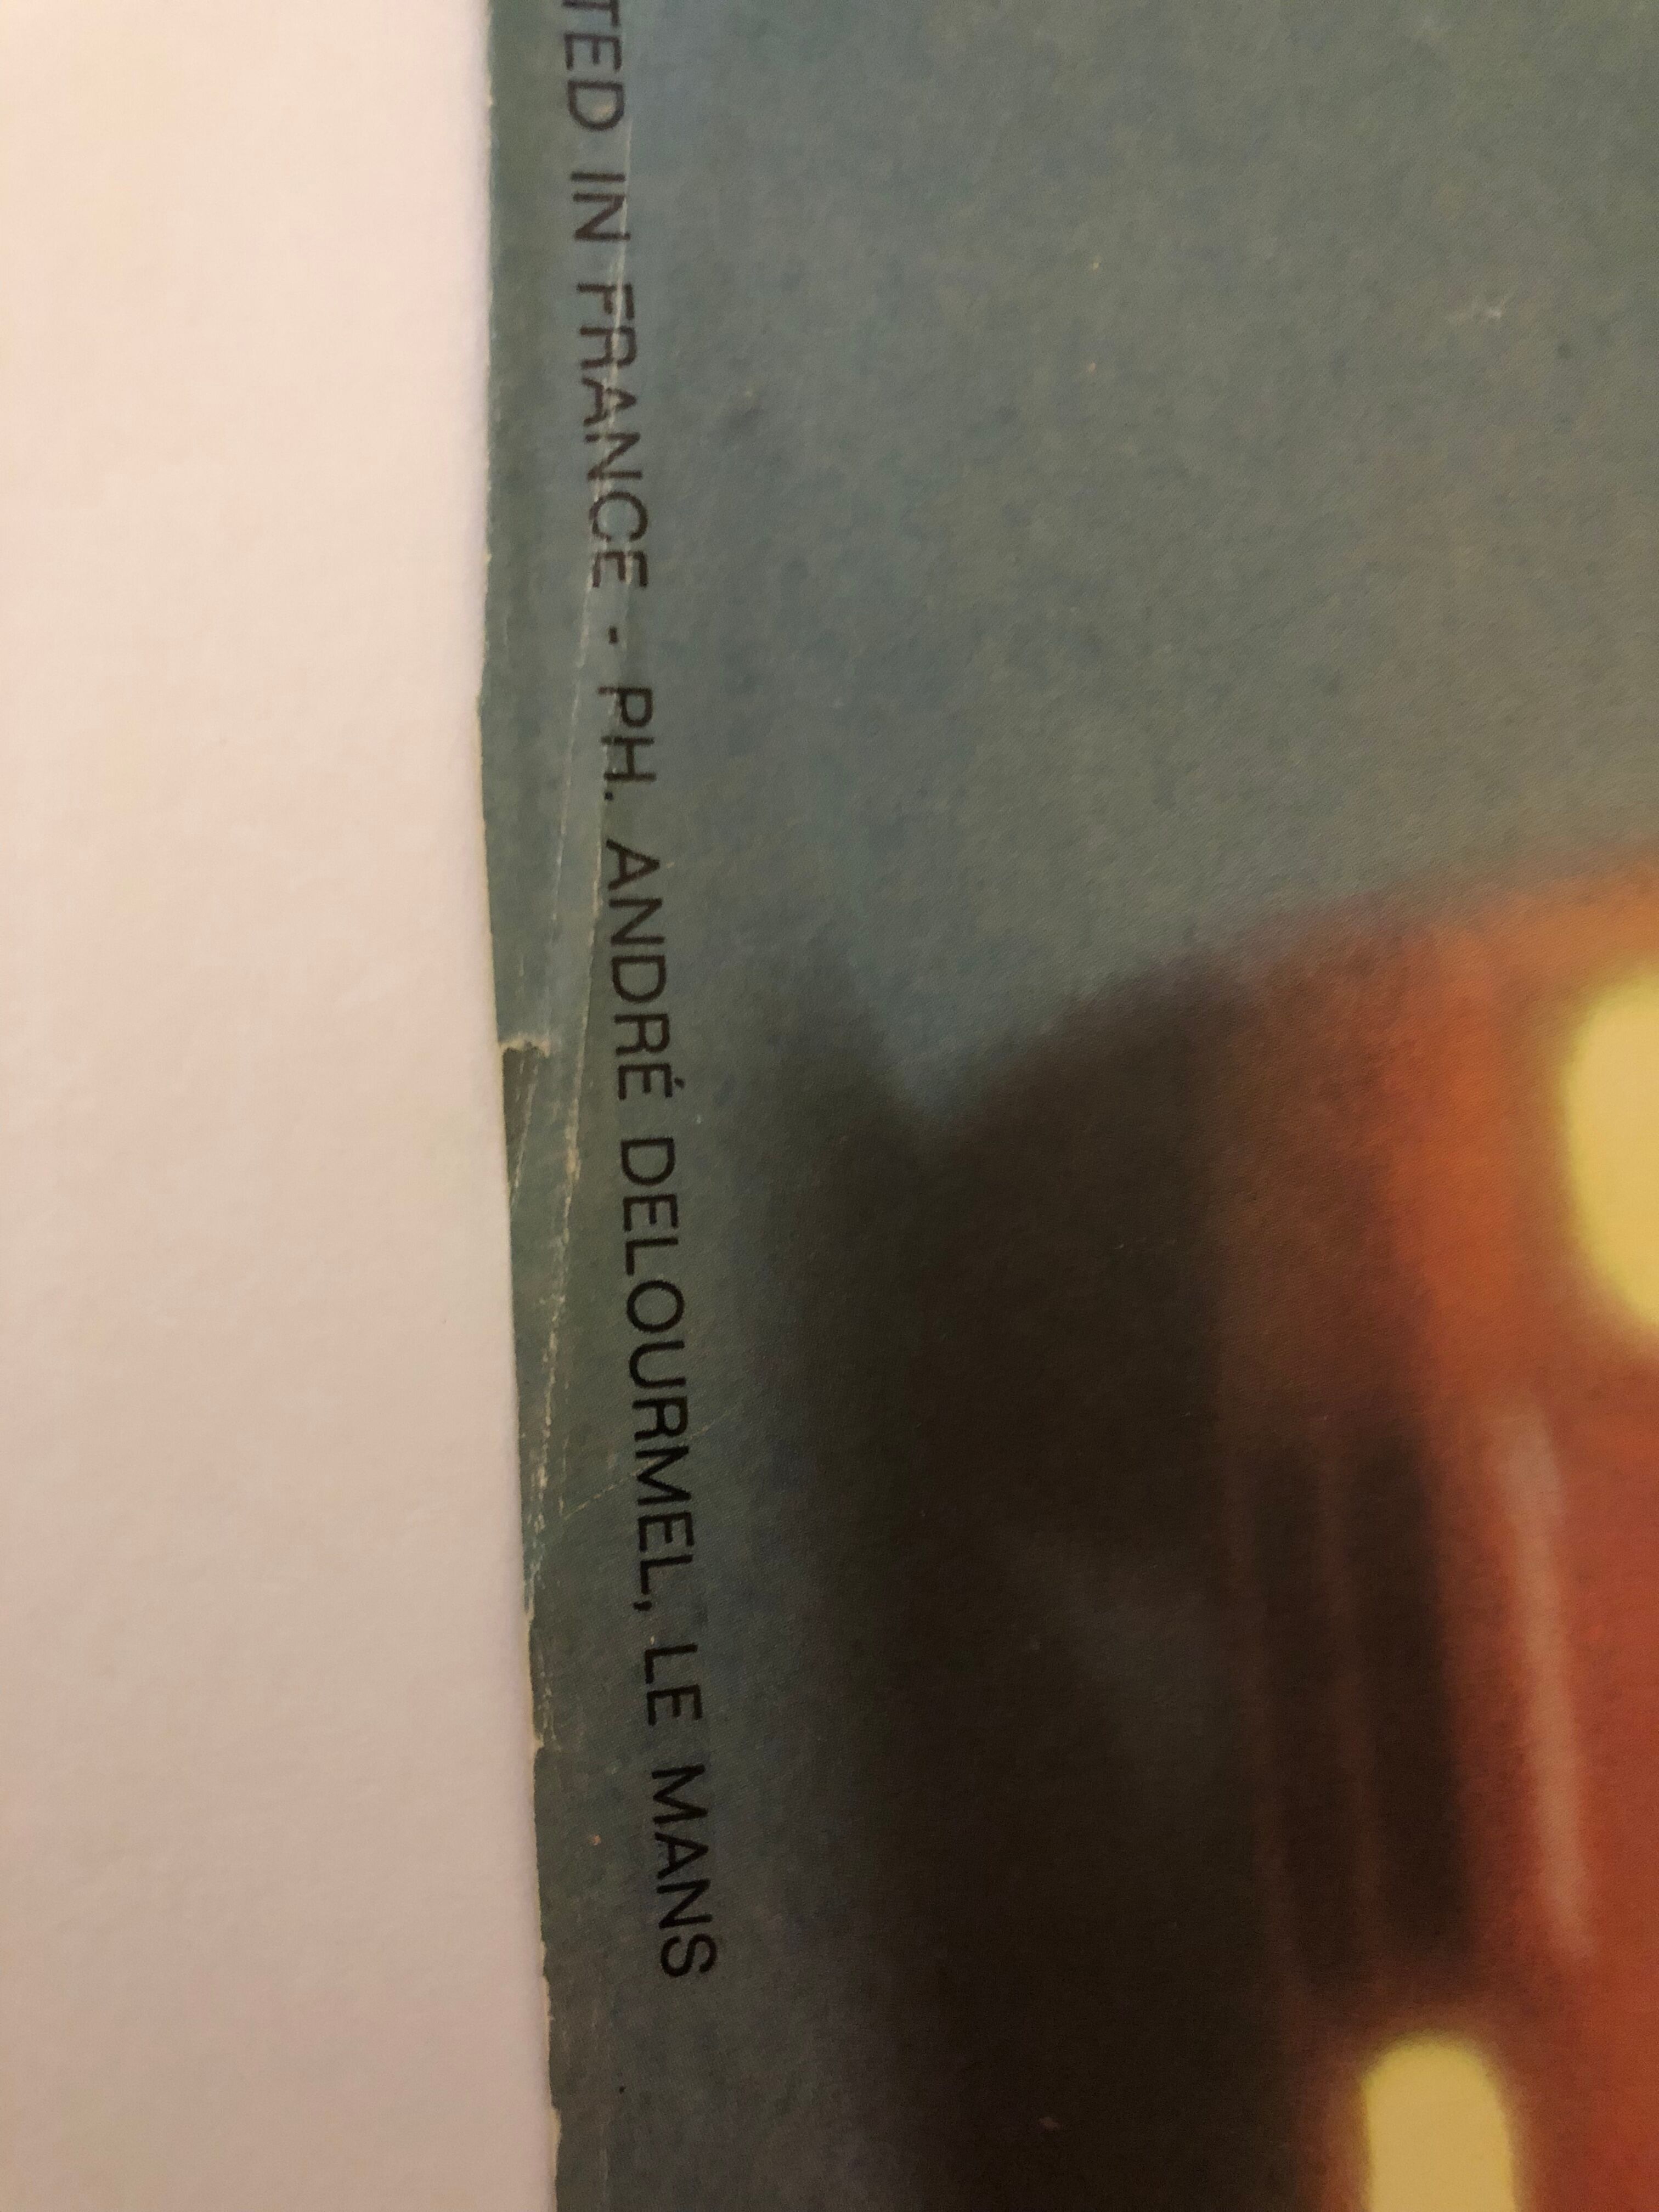 TED IN FRANCE - PH. ANDRÉ DELOURMEL, LE MANS